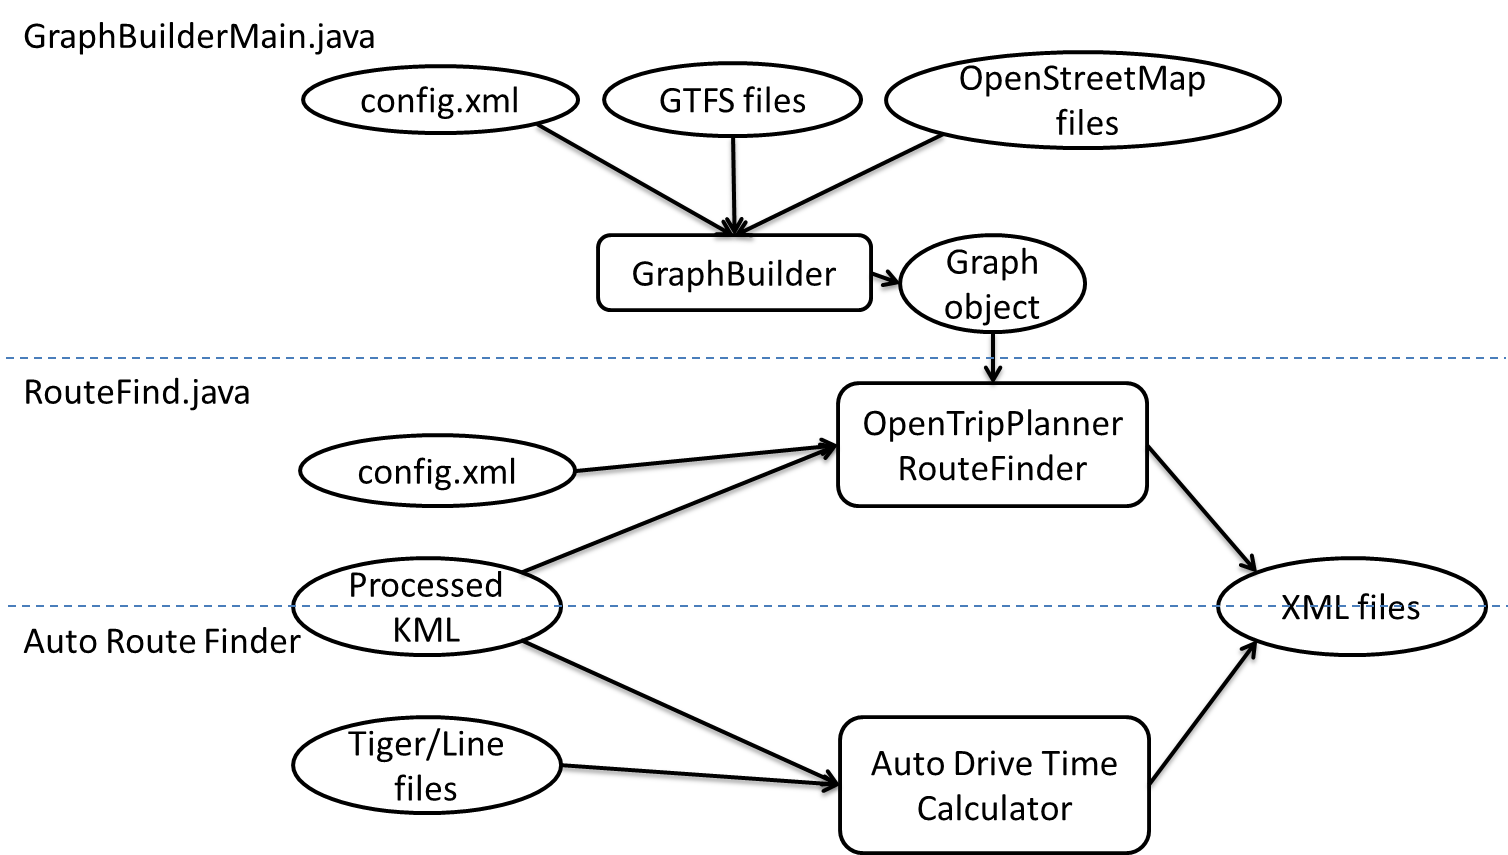 GraphBuilderMain.java
config.xml
GTFS files
OpenStreetMap
files
GraphBuilder
Graph
object
RouteFind.java
OpenTripPlanner
RouteFinder
config.xml
Processed
KML
XML files
Auto Route Finder
Tiger/Line
files
Auto Drive Time
Calculator